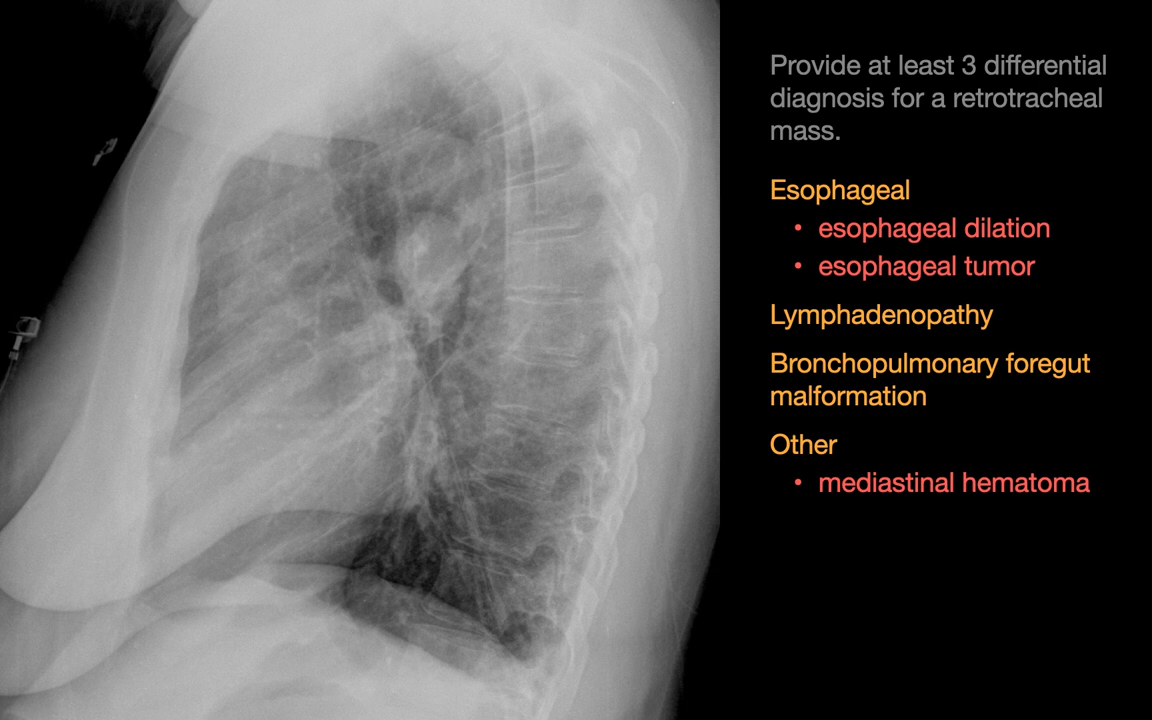 Provide at least 3 differential
diagnosis for a retrotracheal
mass.
Esophageal
• esophageal dilation
• esophageal tumor
Lymphadenopathy
Bronchopulmonary foregut
malformation
Other
• mediastinal hematoma